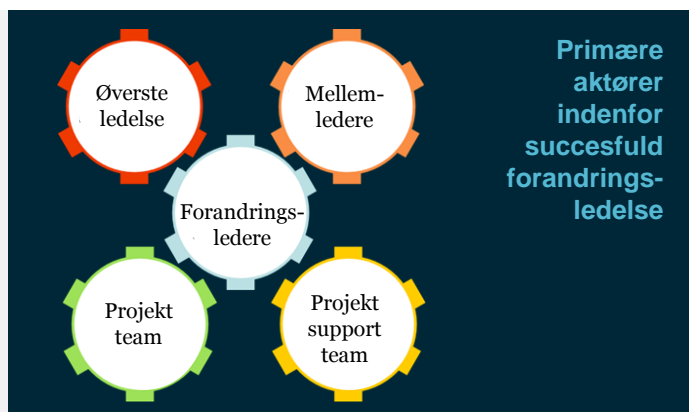 Øverste
ledelse
Mellem-
ledere
Forandrings-
ledere
Projekt
team
Projekt
support
team
Primære
aktører
indenfor
succesfuld
forandrings-
ledelse